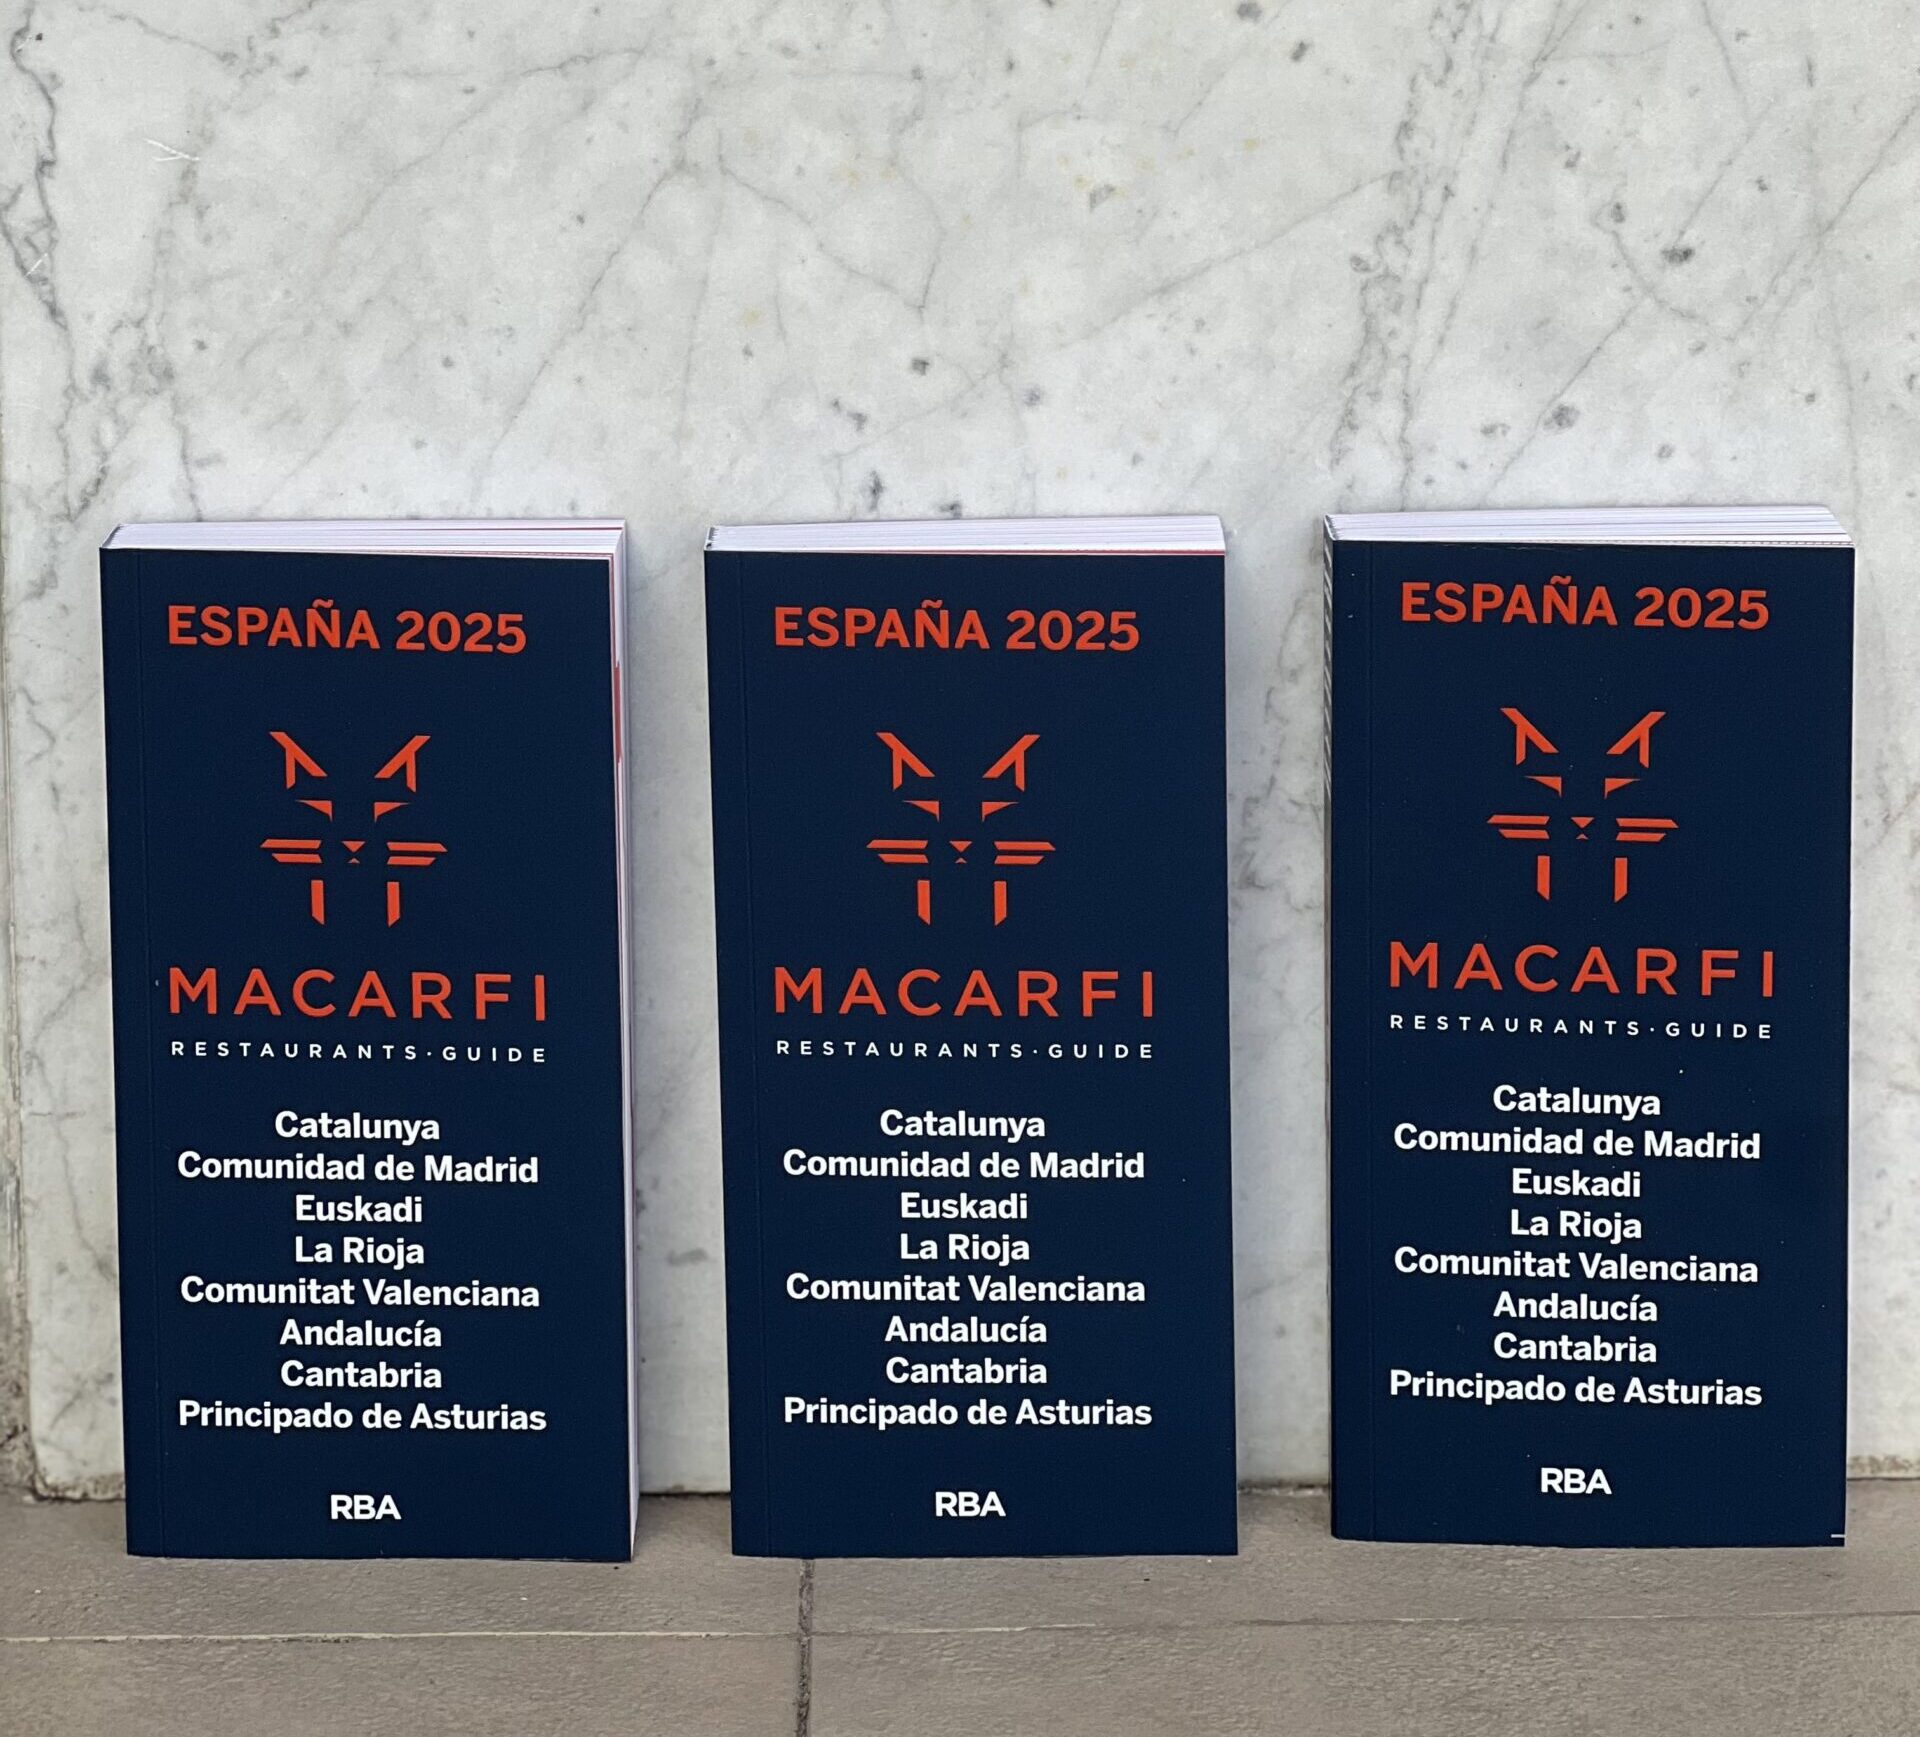 ESPAÑA 2025
MACARFI
RESTAURANTS·GUIDE
Catalunya
Comunidad de Madrid
Euskadi
La Rioja
Comunitat Valenciana
Andalucía
Cantabria
Principado de Asturias
RBA
ESPAÑA 2025
MACARFI
RESTAURANTS·GUIDE
Catalunya
Comunidad de Madrid
Euskadi
La Rioja
Comunitat Valenciana
Andalucía
Cantabria
Principado de Asturias
RBA
ESPAÑA 2025
MACARFI
RESTAURANTS·GUIDE
Catalunya
Comunidad de Madrid
Euskadi
La Rioja
Comunitat Valenciana
Andalucía
Cantabria
Principado de Asturias
RBA